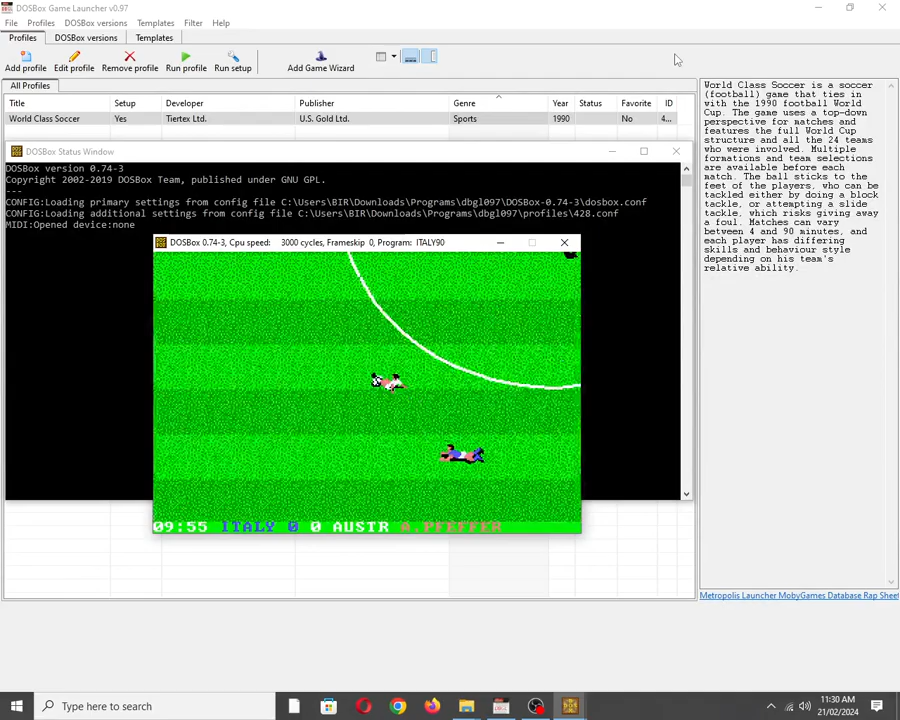 DOSBox Game Launcher v0.97
File Profiles DOSBox versions Templates Filter Help
Profiles DOSBox versions Templates
Add profile Edit profile Remove profile Run profile Run setup Add Game Wizard
All Profiles
Title Setup Developer Publisher Genre Year Status Favorite ID
World Class Soccer Yes Tiertex Ltd. U.S. Gold Ltd. Sports 1990 No 4...
DOSBox Status Window
DOSBox version 0.74-3
Copyright 2002-2019 DOSBox Team, published under GNU GPL.
---
CONFIG:Loading primary settings from config file C:\Users\BIR\Downloads\Programs\dbgl097\DOSBox-0.74-3\dosbox.conf
CONFIG:Loading additional settings from config file C:\Users\BIR\Downloads\Programs\dbgl097\profiles\428.conf
MIDI:Opened device:none
DOSBox 0.74-3, Cpu speed: 3000 cycles, Frameskip 0, Program: ITALY90
09:55 ITALY 0 0 AUSTR A.PFEFFER
World Class Soccer is a soccer
(football) game that ties in
with the 1990 football World
Cup. The game uses a top-down
perspective for matches and
features the full World Cup
structure and all the 24 teams
who were involved. Multiple
formations and team selections
are available before each
match. The ball sticks to the
feet of the players, who can be
tackled either by doing a block
tackle, or attempting a slide
tackle, which risks giving away
a foul. Matches can vary
between 4 and 90 minutes, and
each player has differing
skills and behaviour style
depending on his team's
relative ability.
Metropolis Launcher MobyGames Database Rap Sheet
Type here to search
11:30 AM
21/02/2024